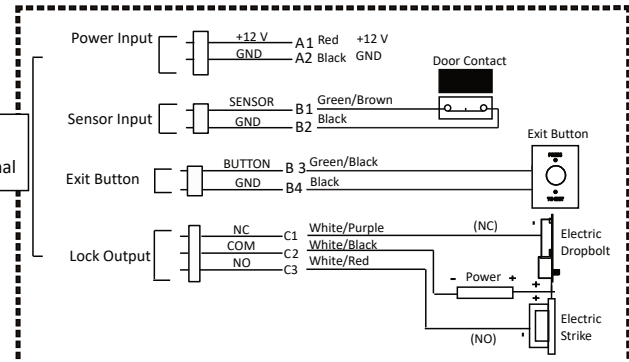 Power Input
+12 V A1 Red +12 V
GND A2 Black GND
Door Contact
Sensor Input
SENSOR B1 Green/Brown
GND B2 Black
Exit Button
Exit Button
BUTTON B 3 Green/Black
GND B4 Black
nal
Lock Output
NC C1 White/Purple (NC)
COM C2 White/Black
NO C3 White/Red
Electric
Dropbolt
- Power +
+
+
Electric
Strike
(NO)